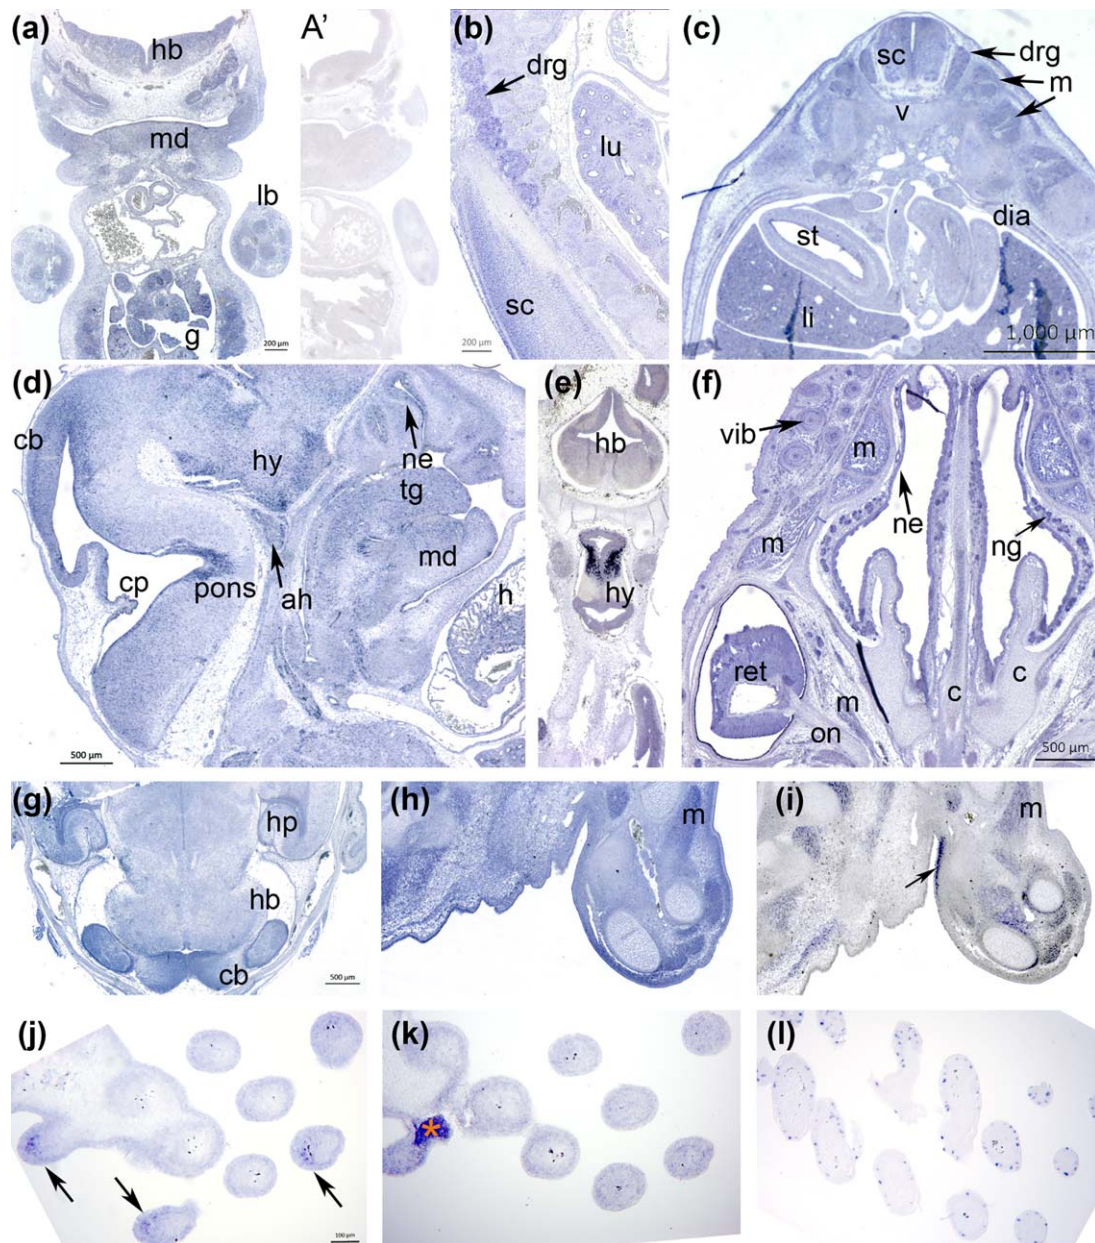 (a)
hb
md
lb
g
200 µm
A’
(b)
drg
lu
sc
200 µm
(c)
sc
drg
m
v
dia
st
li
1,000 µm
(d)
cb
hy
ne
tg
md
cp
pons
ah
h
500 µm
(e)
hb
hy
(f)
vib
m
ne
m
ng
ret
m
c
c
on
500 µm
(g)
hp
hb
cb
500 µm
(h)
m
(i)
m
(j)
100 µm
(k)
*
(l)